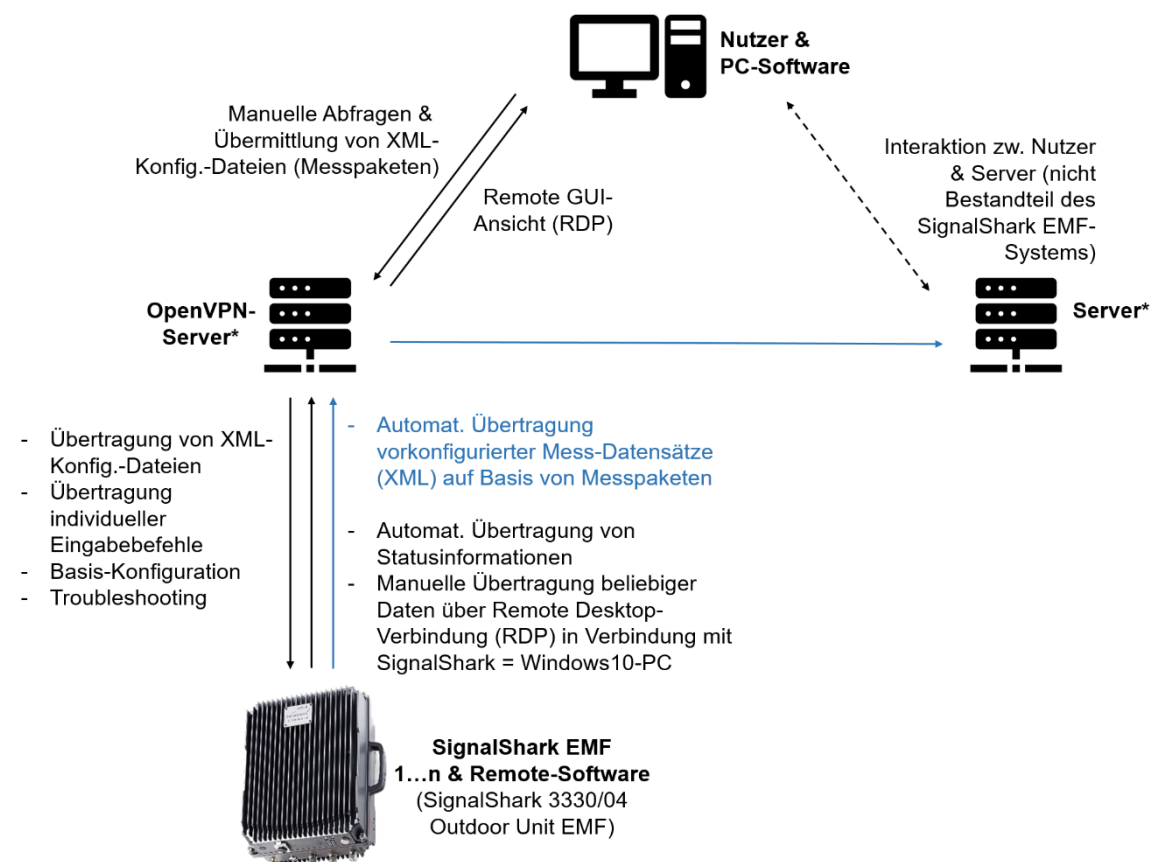 Nutzer &
PC-Software
Manuelle Abfragen &
Übermittlung von XML-
Konfig.-Dateien (Messpaketen)
Remote GUI-
Ansicht (RDP)
Interaktion zw. Nutzer
& Server (nicht
Bestandteil des
SignalShark EMF-
Systems)
OpenVPN-
Server*
Server*
- Übertragung von XML-
Konfig.-Dateien
- Übertragung
individueller
Eingabebefehle
- Basis-Konfiguration
- Troubleshooting
- Automat. Übertragung
vorkonfigurierter Mess-Datensätze
(XML) auf Basis von Messpaketen
- Automat. Übertragung von
Statusinformationen
- Manuelle Übertragung beliebiger
Daten über Remote Desktop-
Verbindung (RDP) in Verbindung mit
SignalShark = Windows10-PC
SignalShark EMF
1…n & Remote-Software
(SignalShark 3330/04
Outdoor Unit EMF)